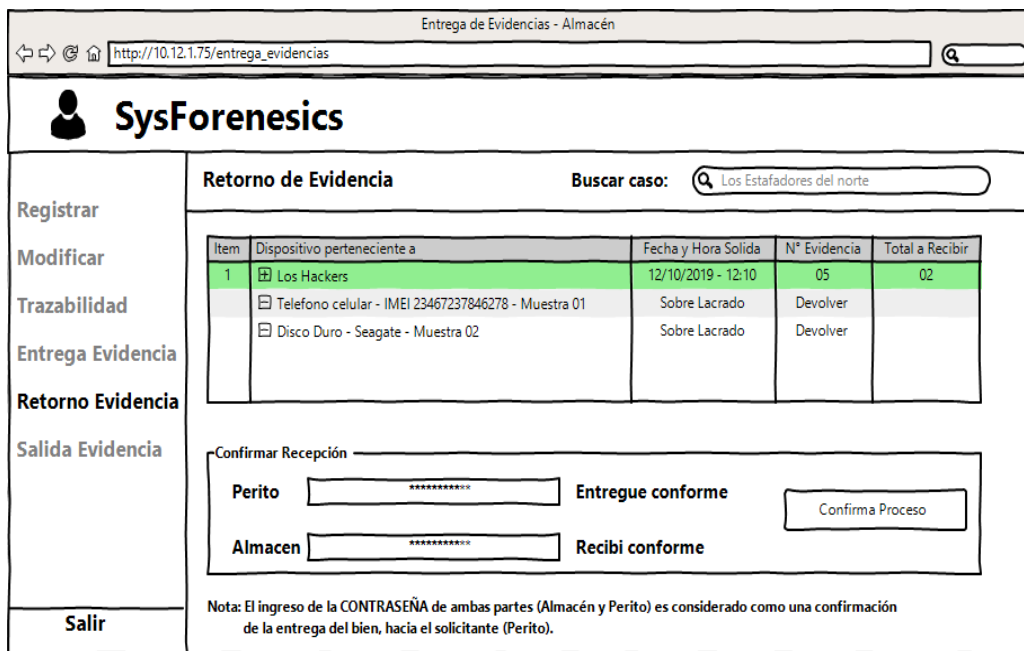 Entrega de Evidencias - Almacén
http://10.12.1.75/entrega_evidencias
SysForenesics
Registrar
Modificar
Trazabilidad
Entrega Evidencia
Retorno Evidencia
Salida Evidencia
Salir
Retorno de Evidencia Buscar caso: Los Estafadores del norte
Item Dispositivo perteneciente a Fecha y Hora Solida N° Evidencia Total a Recibir
1 Los Hackers 12/10/2019 - 12:10 05 02
Telefono celular - IMEI 23467237846278 - Muestra 01 Sobre Lacrado Devolver
Disco Duro - Seagate - Muestra 02 Sobre Lacrado Devolver
Confirmar Recepción
Perito *********** Entregue conforme
Confirma Proceso
Almacen *********** Recibi conforme
Nota: El ingreso de la CONTRASEÑA de ambas partes (Almacén y Perito) es considerado como una confirmación
de la entrega del bien, hacia el solicitante (Perito).